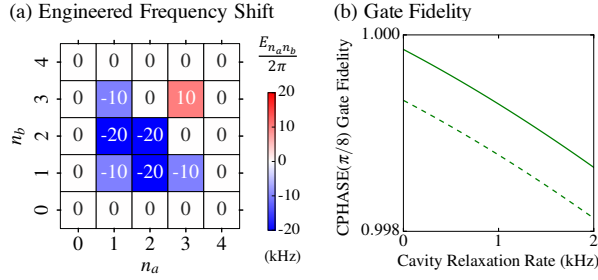 (a) Engineered Frequency Shift
4 0 0 0 0 0
3 0 -10 0 10 0
n_b 2 0 -20 -20 0 0
1 0 -10 -20 -10 0
0 0 0 0 0 0
0 1 2 3 4
n_a
E_{n_a n_b}
2π
20
10
0
-10
-20
(kHz)
(b) Gate Fidelity
CPHASE(π/8) Gate Fidelity
1.000
0.998
0 1 2
Cavity Relaxation Rate (kHz)